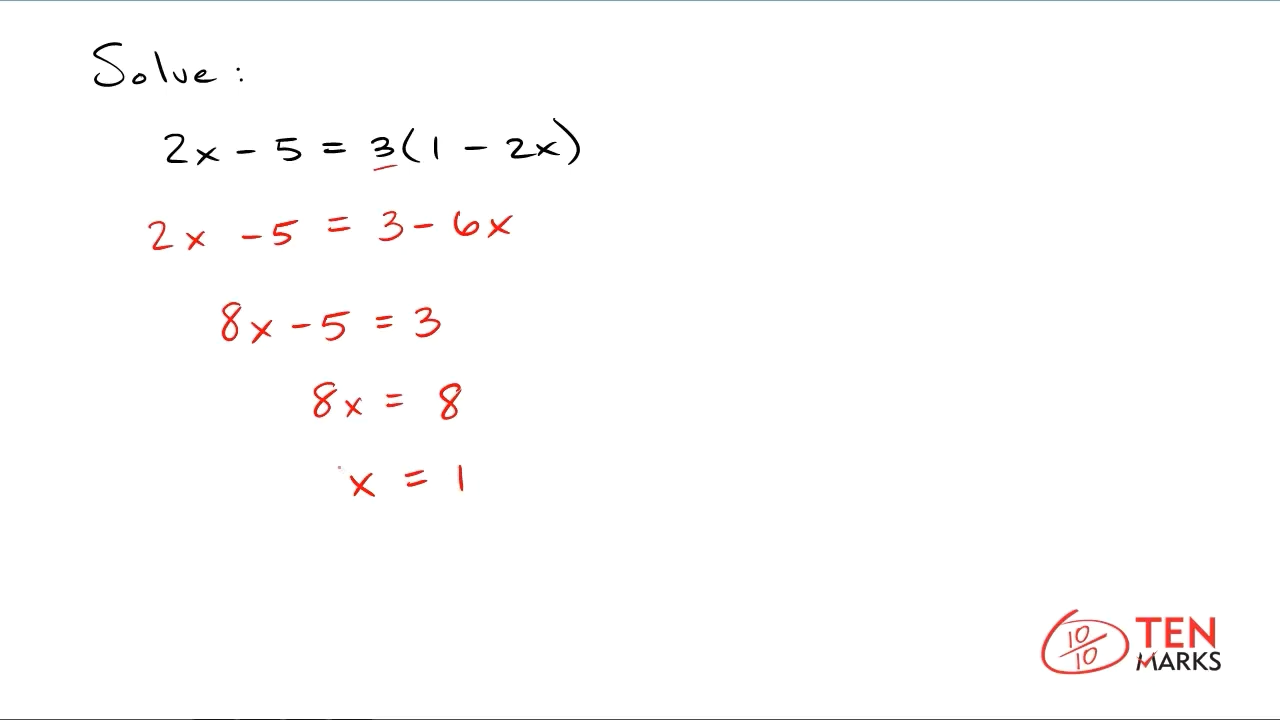 Solve:
2x - 5 = 3(1 - 2x)
2x - 5 = 3 - 6x
8x - 5 = 3
8x = 8
x = 1
10/10 TEN
MARKS